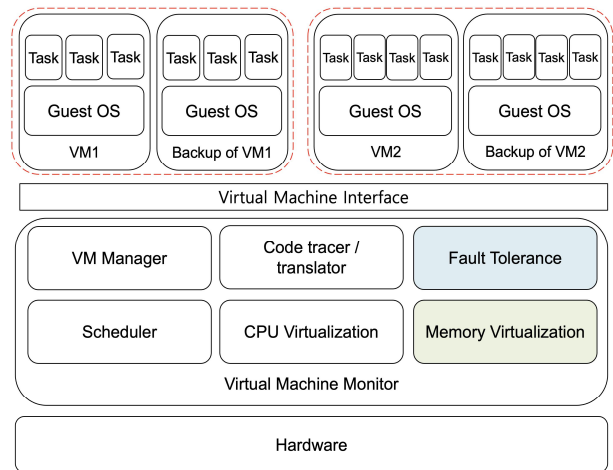 Task Task Task Task Task Task Task Task Task Task Task Task Task Task
Guest OS Guest OS Guest OS Guest OS
VM1 Backup of VM1 VM2 Backup of VM2
Virtual Machine Interface
VM Manager Code tracer / Fault Tolerance
translator
Scheduler CPU Virtualization Memory Virtualization
Virtual Machine Monitor
Hardware